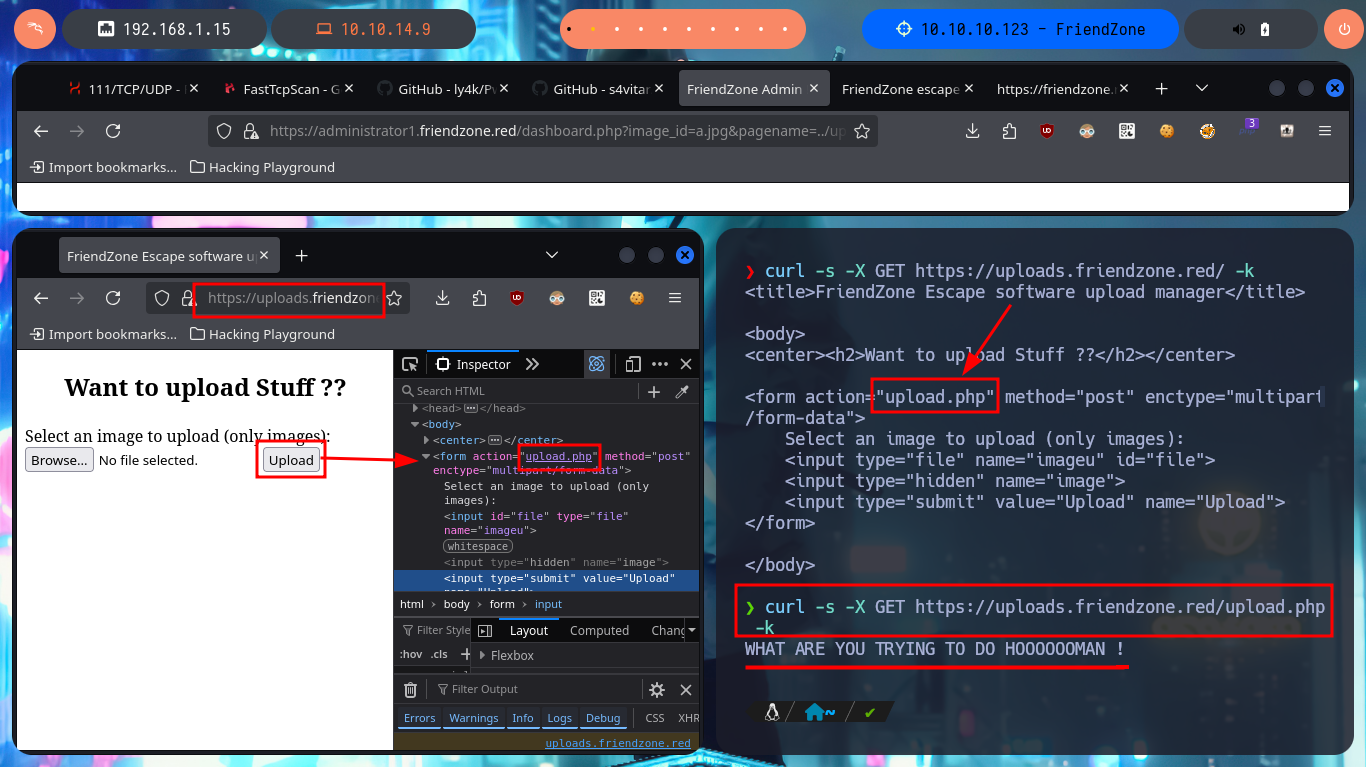 192.168.1.15
10.10.14.9
10.10.10.123 - FriendZone
111/TCP/UDP -
FastTcpScan - G
GitHub - ly4k/Pw
GitHub - s4vitar
FriendZone Admin
FriendZone escape
https://friendzone.
https://administrator1.friendzone.red/dashboard.php?image_id=a.jpg&pagename=../up
3
Import bookmarks...
Hacking Playground
FriendZone Escape software u
https://uploads.friendzon
Import bookmarks...
Hacking Playground
Want to upload Stuff ??
Select an image to upload (only images):
Browse... No file selected.
Upload
Inspector
Search HTML
<head> </head>
<body>
<center> </center>
<form action="upload.php" method="post"
enctype="multipart/form-data">
Select an image to upload (only
images):
<input id="file" type="file"
name="imageu">
whitespace
<input type="hidden" name="image">
<input type="submit" value="Upload"
name="Upload">
html > body > form > input
Filter Style
Layout
Computed
Chang
:hov .cls +
Flexbox
Filter Output
Errors Warnings Info Logs Debug CSS XHR
uploads.friendzone.red
❯ curl -s -X GET https://uploads.friendzone.red/ -k
<title>FriendZone Escape software upload manager</title>
<body>
<center><h2>Want to upload Stuff ??</h2></center>
<form action="upload.php" method="post" enctype="multipart
/form-data">
Select an image to upload (only images):
<input type="file" name="imageu" id="file">
<input type="hidden" name="image">
<input type="submit" value="Upload" name="Upload">
</form>
</body>
❯ curl -s -X GET https://uploads.friendzone.red/upload.php
-k
WHAT ARE YOU TRYING TO DO HOOOOOOMAN !
~